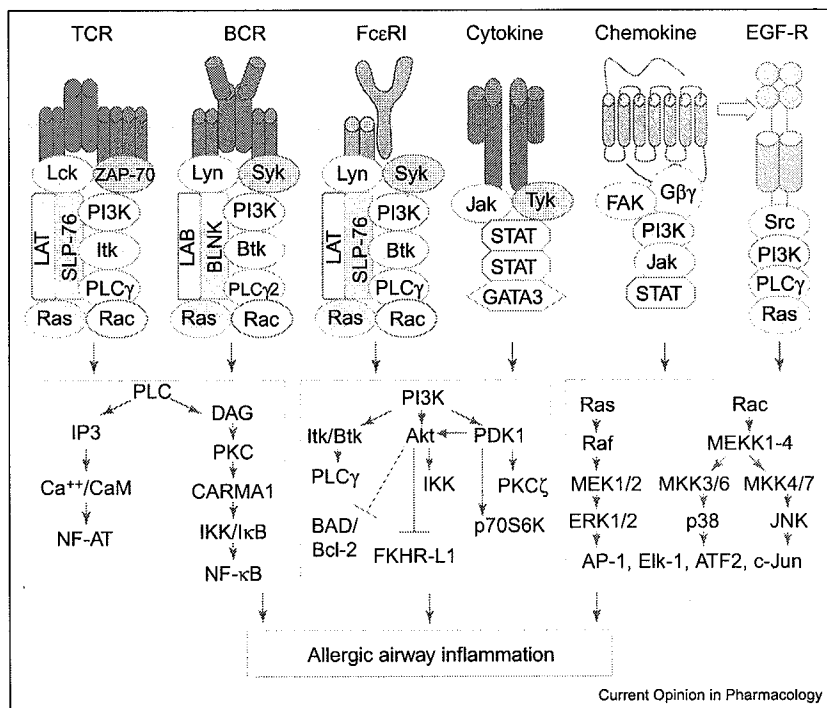 TCR BCR FcεRI Cytokine Chemokine EGF-R
Lck ZAP-70 Lyn Syk Lyn Syk Jak Tyk FAK Gβγ
LAT SLP-76 PI3K LAB BLNK PI3K LAT SLP-76 PI3K STAT PI3K Src
Itk Btk Btk STAT Jak PI3K
PLCγ PLCγ2 PLCγ GATA3 STAT PLCγ
Ras Rac Ras Rac Ras Rac Ras
PLC
IP3
Ca++/CaM
NF-AT
DAG
PKC
CARMA1
IKK/IκB
NF-κB
PI3K
Itk/Btk Akt PDK1
PLCγ IKK PKCζ
BAD/
Bcl-2
FKHR-L1
p70S6K
Ras Rac
Raf MEKK1-4
MEK1/2 MKK3/6 MKK4/7
ERK1/2 p38 JNK
AP-1, Elk-1, ATF2, c-Jun
Allergic airway inflammation
Current Opinion in Pharmacology